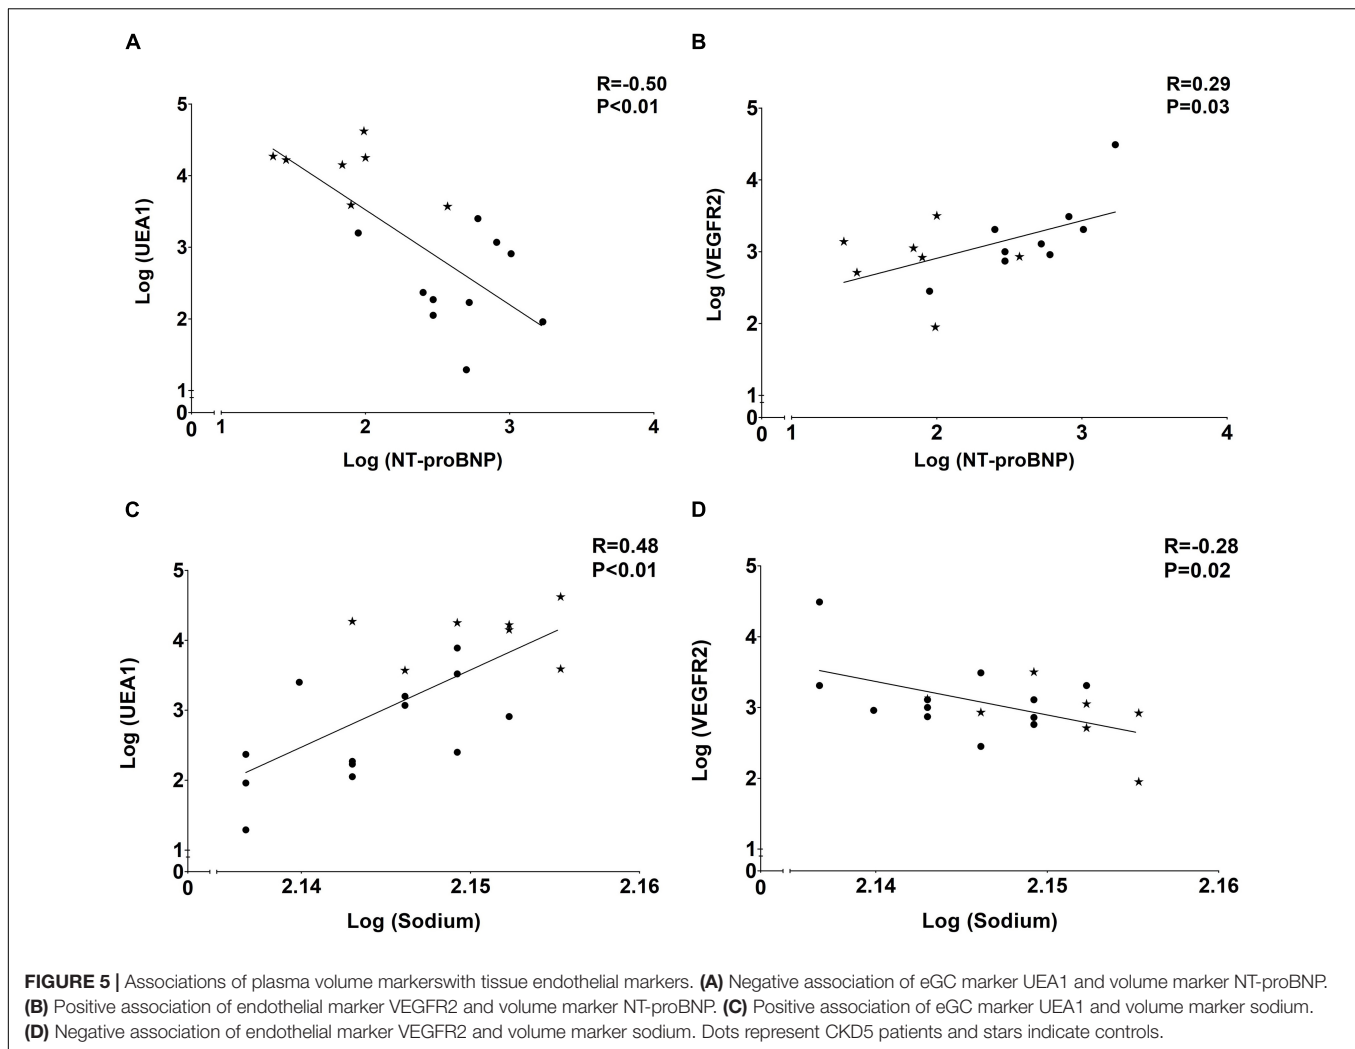 A
R=-0.50
P<0.01
5
4
3
2
1
0
Log (UEA1)
0 1 2 3 4
Log (NT-proBNP)
B
R=0.29
P=0.03
5
4
3
2
1
0
Log (VEGFR2)
0 1 2 3 4
Log (NT-proBNP)
C
R=0.48
P<0.01
5
4
3
2
1
0
Log (UEA1)
0 2.14 2.15 2.16
Log (Sodium)
D
R=-0.28
P=0.02
5
4
3
2
1
0
Log (VEGFR2)
0 2.14 2.15 2.16
Log (Sodium)
FIGURE 5 | Associations of plasma volume markerswith tissue endothelial markers. (A) Negative association of eGC marker UEA1 and volume marker NT-proBNP.
(B) Positive association of endothelial marker VEGFR2 and volume marker NT-proBNP. (C) Positive association of eGC marker UEA1 and volume marker sodium.
(D) Negative association of endothelial marker VEGFR2 and volume marker sodium. Dots represent CKD5 patients and stars indicate controls.